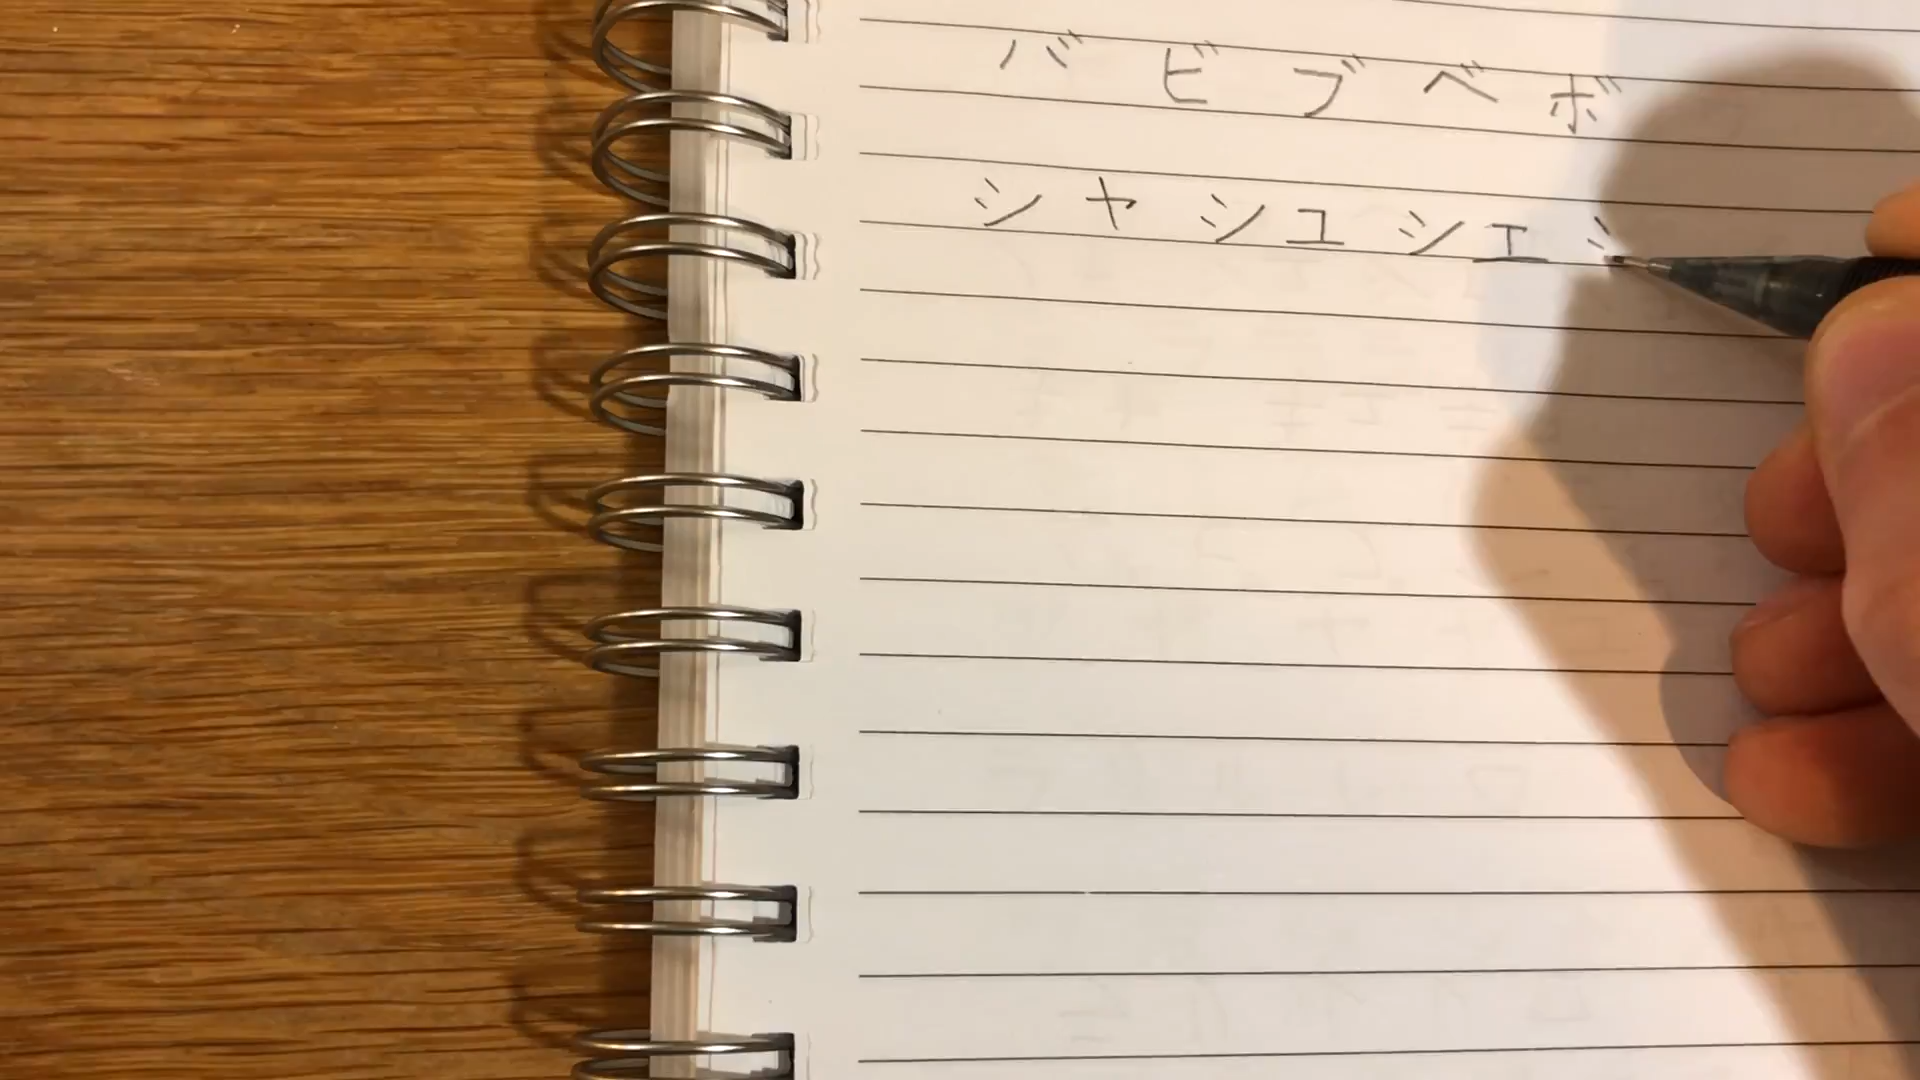 バ ビ ブ ベ ボ
シャ シュ シェ